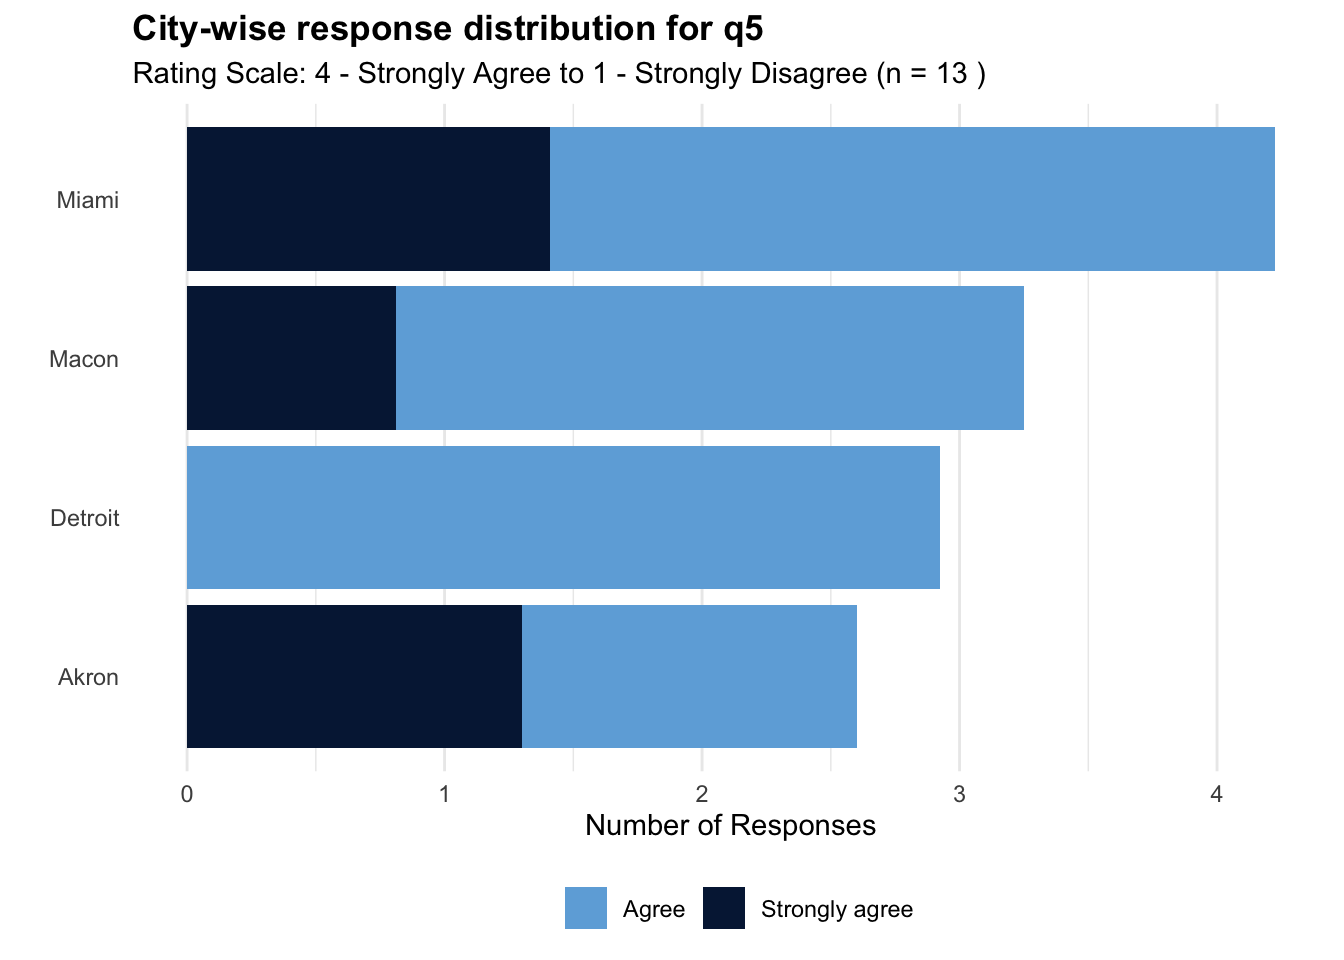 City-wise response distribution for q5
Rating Scale: 4 - Strongly Agree to 1 - Strongly Disagree (n = 13 )
Miami
Macon
Detroit
Akron
0 1 2 3 4
Number of Responses
Agree Strongly agree